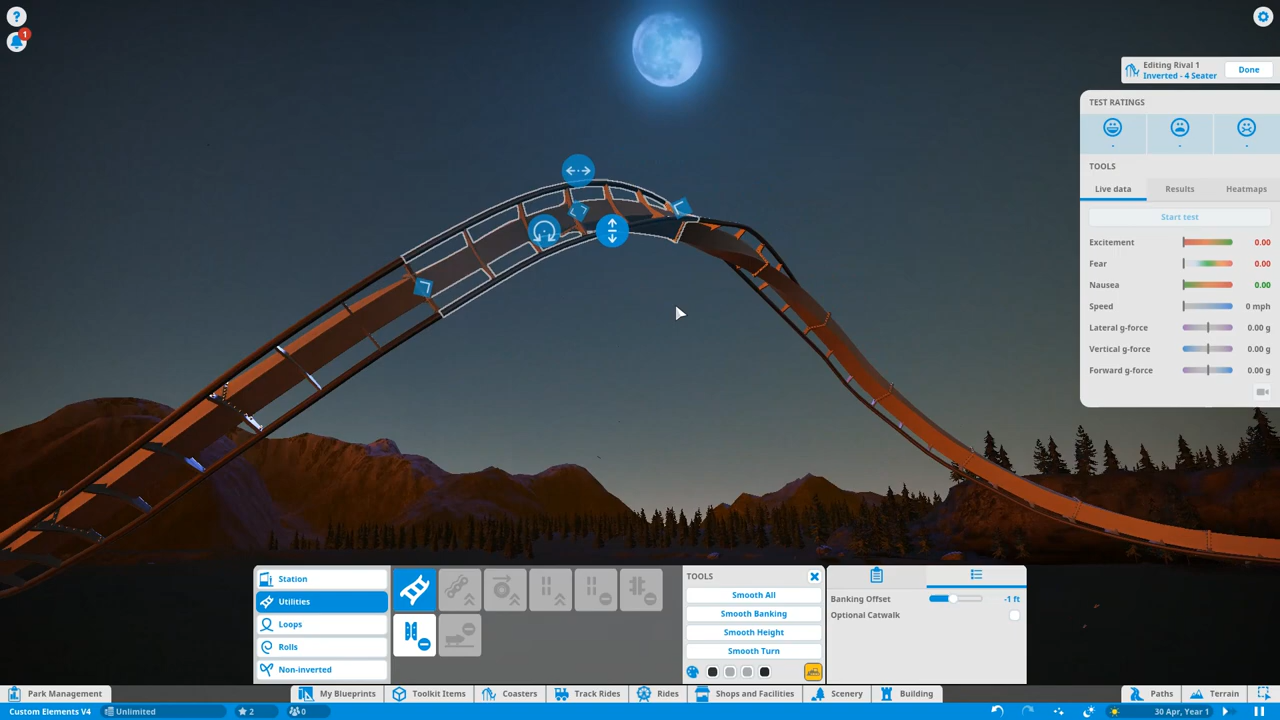 ?
1
Editing Rival 1
Inverted - 4 Seater
Done
TEST RATINGS
- - -
TOOLS
Live data Results Heatmaps
Start test
Excitement 0.00
Fear 0.00
Nausea 0.00
Speed 0 mph
Lateral g-force 0.00 g
Vertical g-force 0.00 g
Forward g-force 0.00 g
Station
Utilities
Loops
Rolls
Non-inverted
TOOLS
Smooth All
Smooth Banking
Smooth Height
Smooth Turn
Banking Offset -1 ft
Optional Catwalk
Park Management My Blueprints Toolkit Items Coasters Track Rides Rides Shops and Facilities Scenery Building Paths Terrain
Custom Elements V4 Unlimited 2 0 30 Apr, Year 1